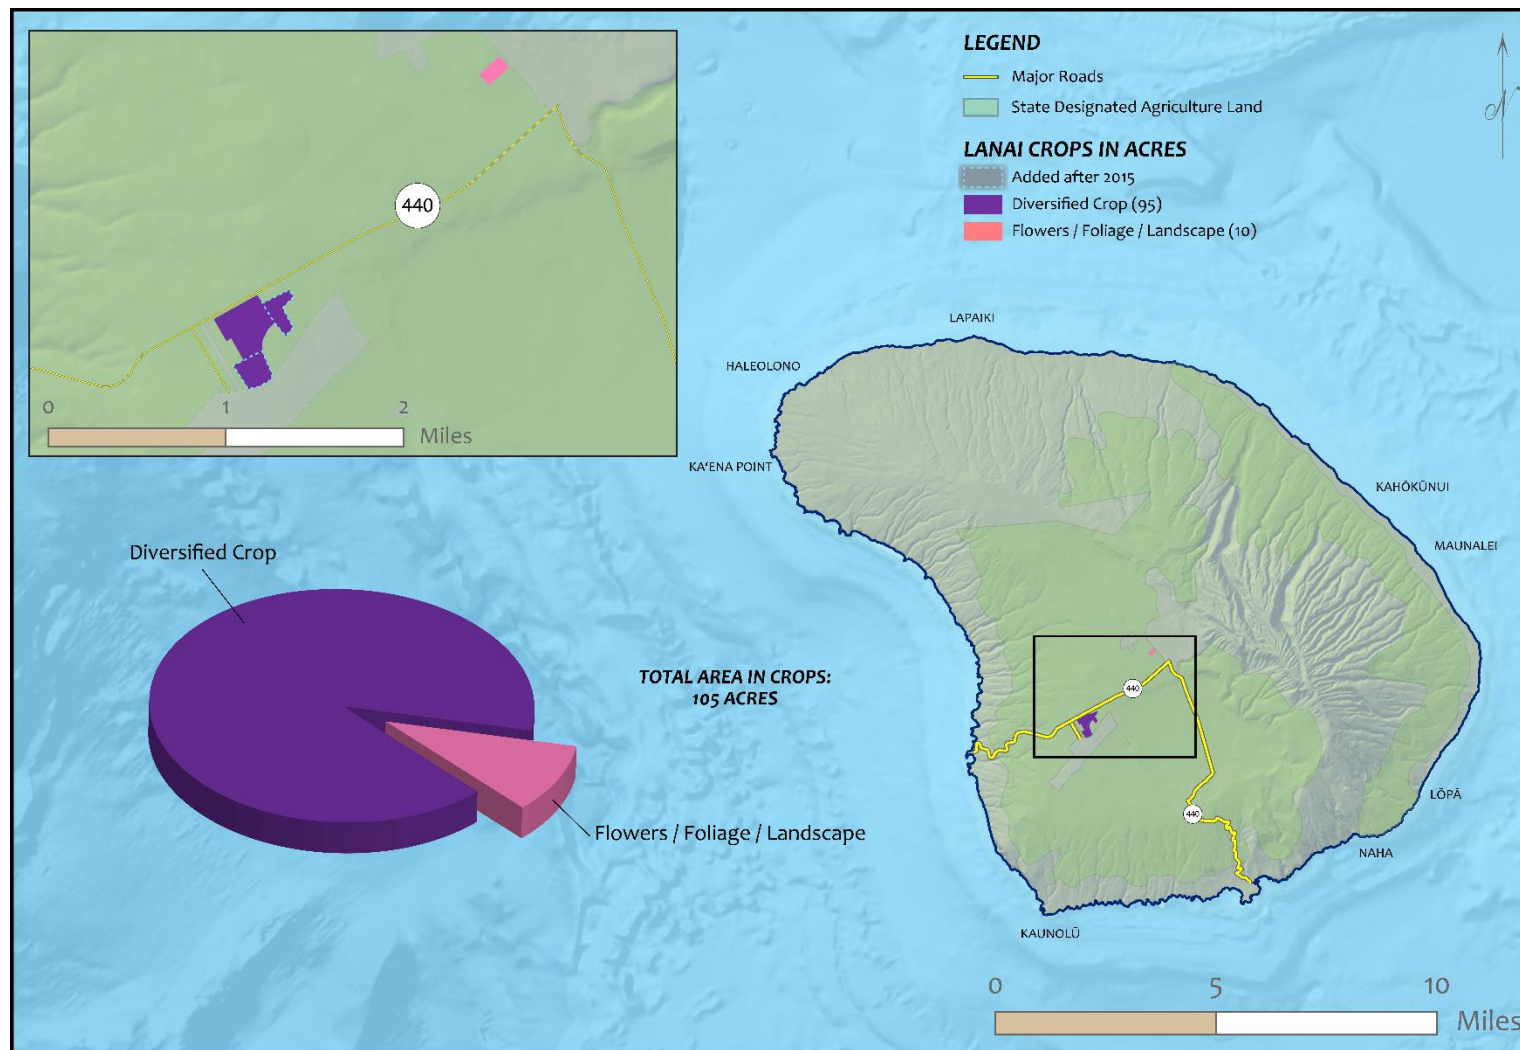 440
0
1
2
Miles
LEGEND
Major Roads
State Designated Agriculture Land
LANAI CROPS IN ACRES
Added after 2015
Diversified Crop (95)
Flowers / Foliage / Landscape (10)
N
LAPAIKI
HALEOLONO
KAʻENA POINT
KAHŌKŪNUI
MAUNALEI
LŌPĀ
NAHA
KAUNOLŪ
440
440
Diversified Crop
Flowers / Foliage / Landscape
TOTAL AREA IN CROPS:
105 ACRES
0
5
10
Miles